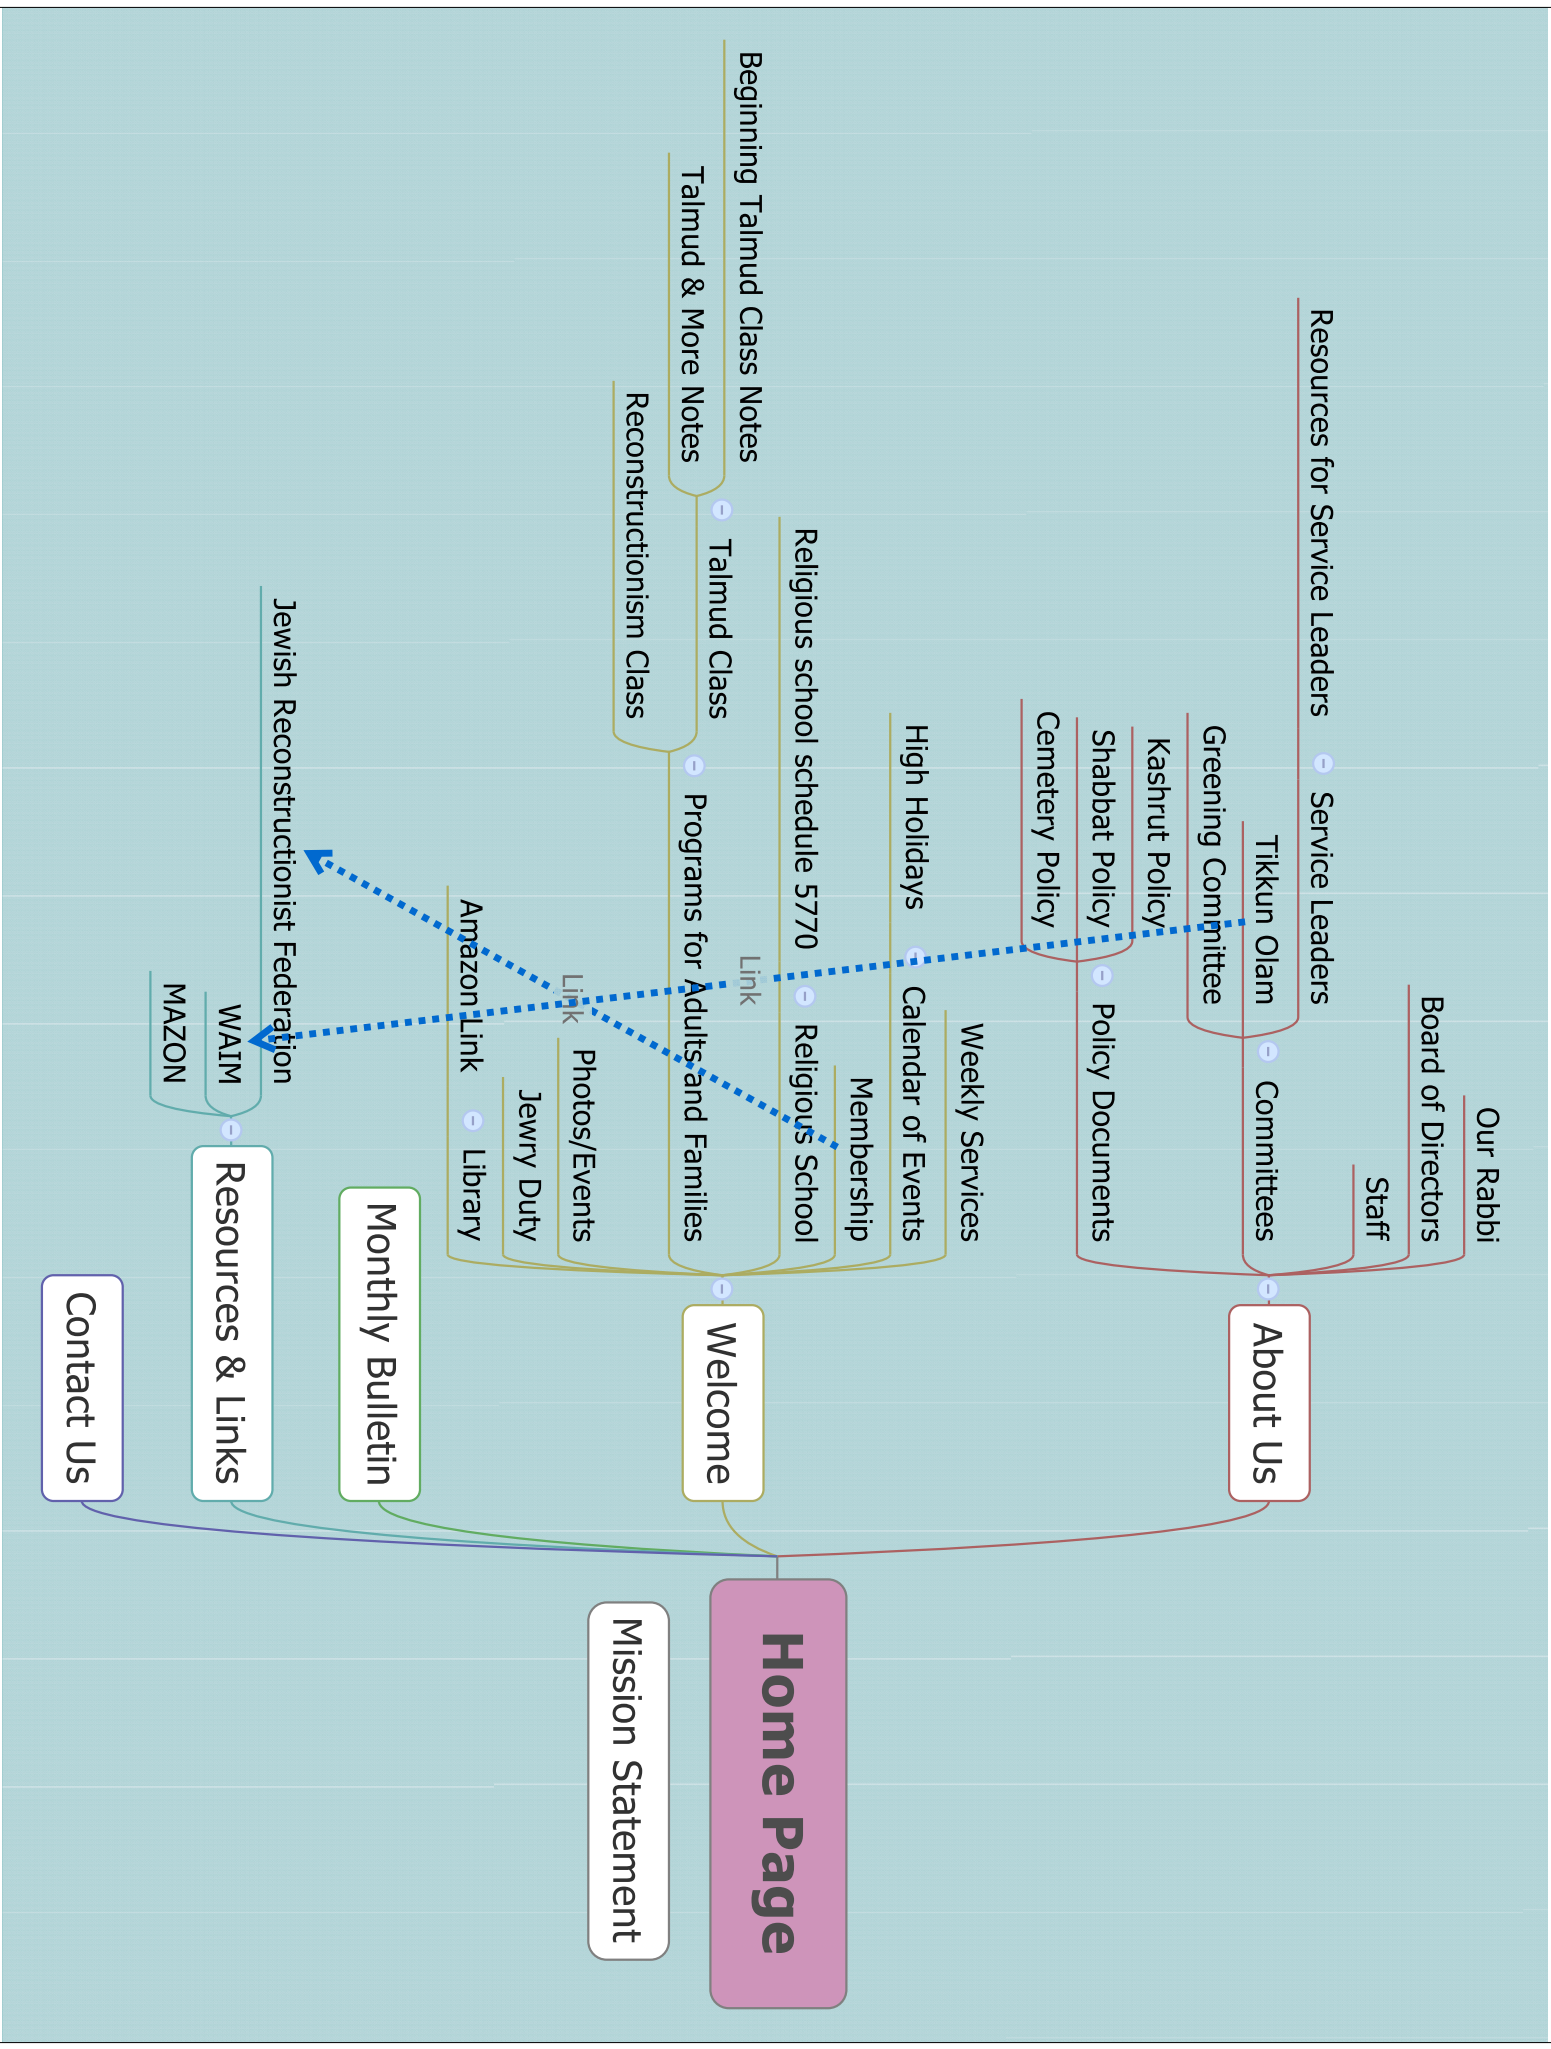 Our Rabbi
Board of Directors
Staff
Resources for Service Leaders
Service Leaders
Tikkun Olam
Greening Committee
Committees
Kashrut Policy
Shabbat Policy
Cemetery Policy
Policy Documents
About Us
Weekly Services
High Holidays
Calendar of Events
Membership
Religious school schedule 5770
Religious School
Link
Beginning Talmud Class Notes
Talmud & More Notes
Talmud Class
Reconstructionism Class
Programs for Adults and Families
Link
Photos/Events
Jewry Duty
Amazon Link
Library
Welcome
Home Page
Mission Statement
Monthly Bulletin
Jewish Reconstructionist Federation
WAIM
MAZON
Resources & Links
Contact Us